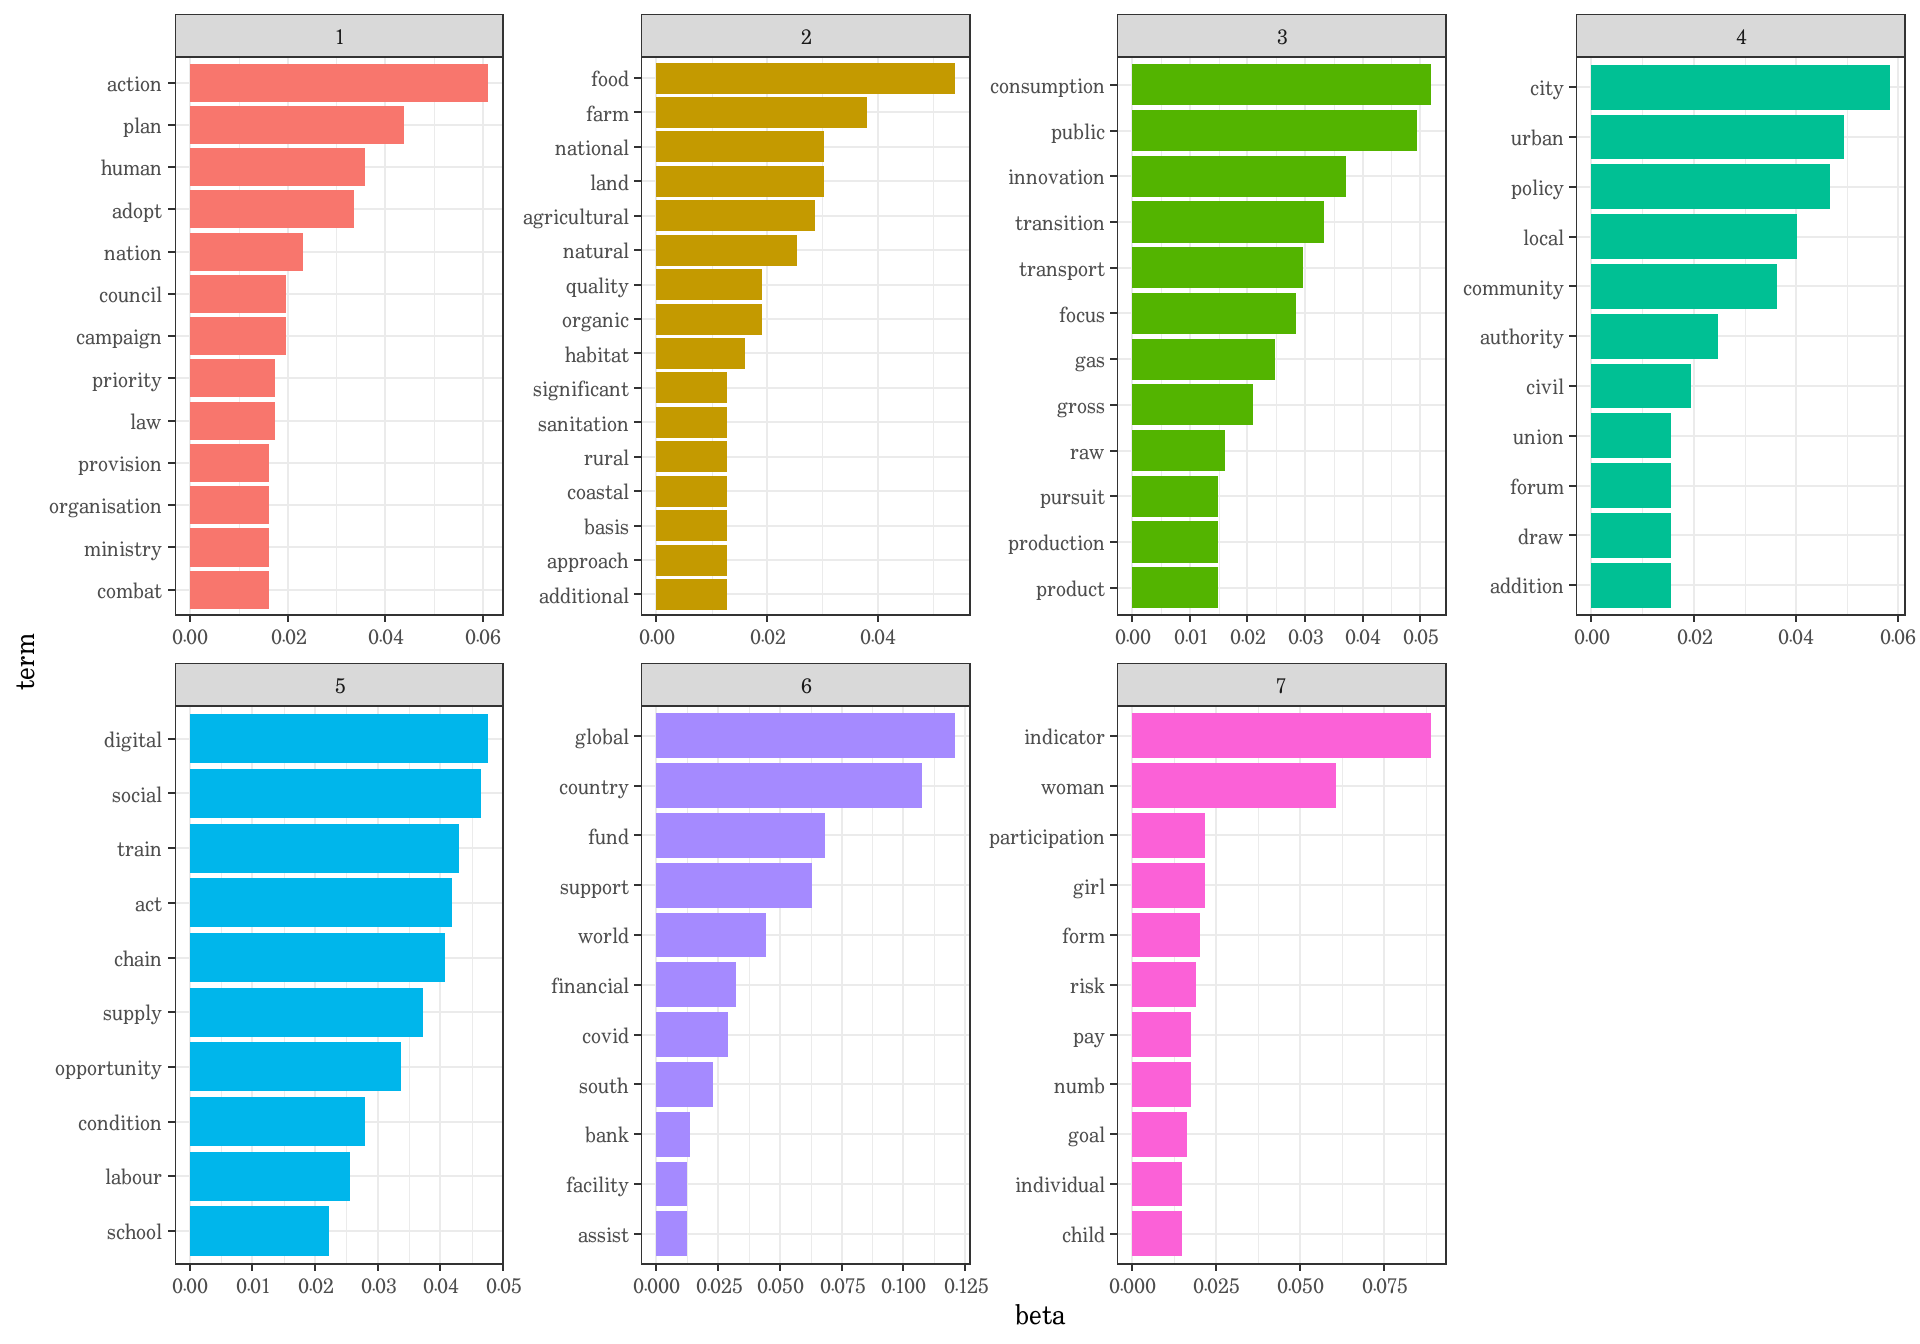 1
action
plan
human
adopt
nation
council
campaign
priority
law
provision
organisation
ministry
combat
0.00 0.02 0.04 0.06
2
food
farm
national
land
agricultural
natural
quality
organic
habitat
significant
sanitation
rural
coastal
basis
approach
additional
0.00 0.02 0.04
3
consumption
public
innovation
transition
transport
focus
gas
gross
raw
pursuit
production
product
0.00 0.01 0.02 0.03 0.04 0.05
4
city
urban
policy
local
community
authority
civil
union
forum
draw
addition
0.00 0.02 0.04 0.06
term
5
digital
social
train
act
chain
supply
opportunity
condition
labour
school
0.00 0.01 0.02 0.03 0.04 0.05
6
global
country
fund
support
world
financial
covid
south
bank
facility
assist
0.000 0.025 0.050 0.075 0.100 0.125
7
indicator
woman
participation
girl
form
risk
pay
numb
goal
individual
child
0.000 0.025 0.050 0.075
beta